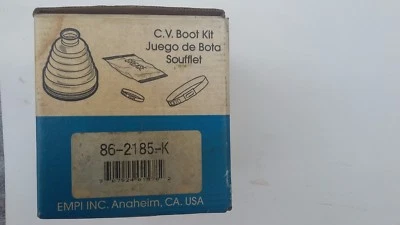 C.V. Boot Kit
Juego de Bota
Soufflet
86-2185-K
EMPI INC. Anaheim, CA. USA